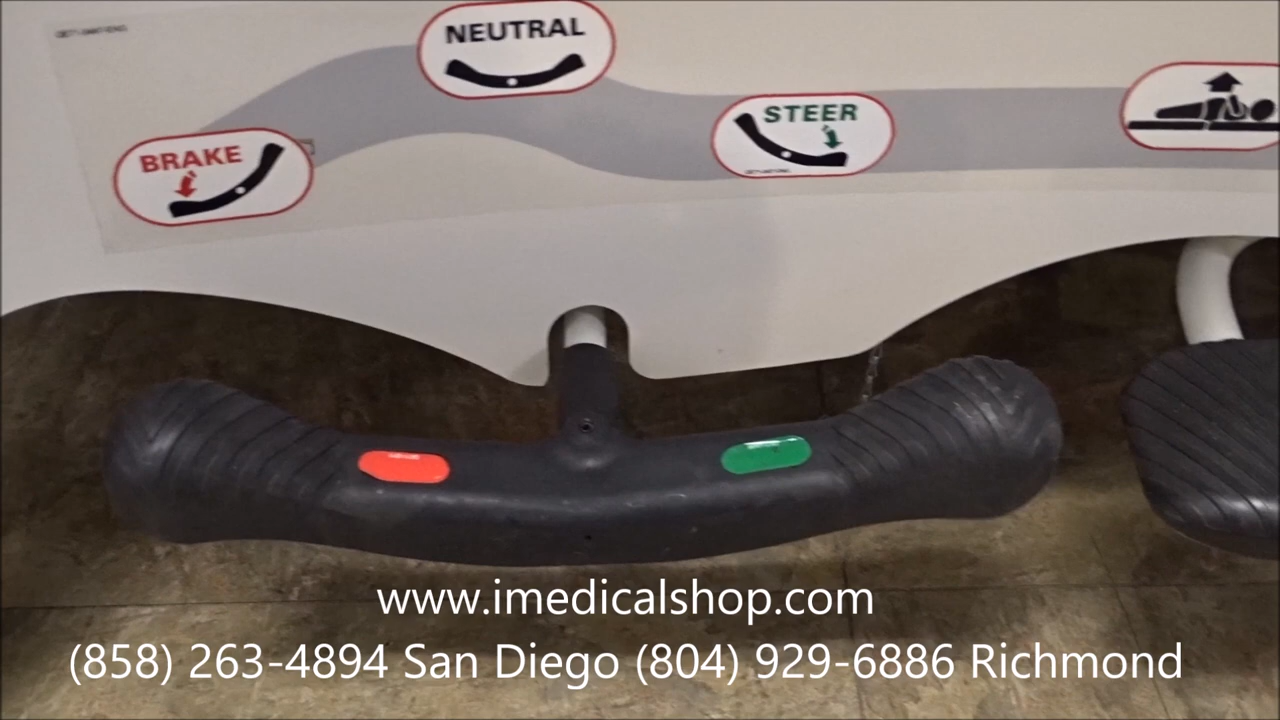 NEUTRAL
STEER
BRAKE
www.imedicalshop.com
(858) 263-4894 San Diego (804) 929-6886 Richmond